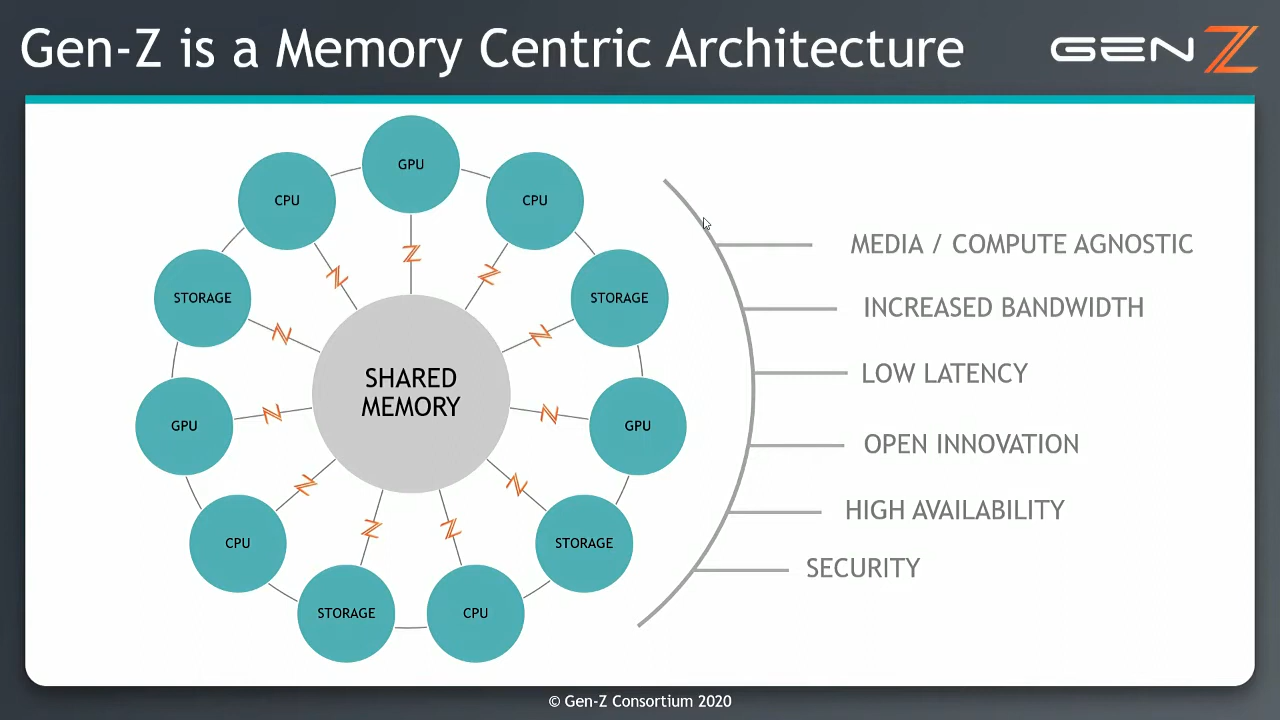 Gen-Z is a Memory Centric Architecture
GEN Z
GPU
CPU
CPU
STORAGE
STORAGE
SHARED
MEMORY
GPU
GPU
CPU
STORAGE
STORAGE
CPU
MEDIA / COMPUTE AGNOSTIC
INCREASED BANDWIDTH
LOW LATENCY
OPEN INNOVATION
HIGH AVAILABILITY
SECURITY
© Gen-Z Consortium 2020